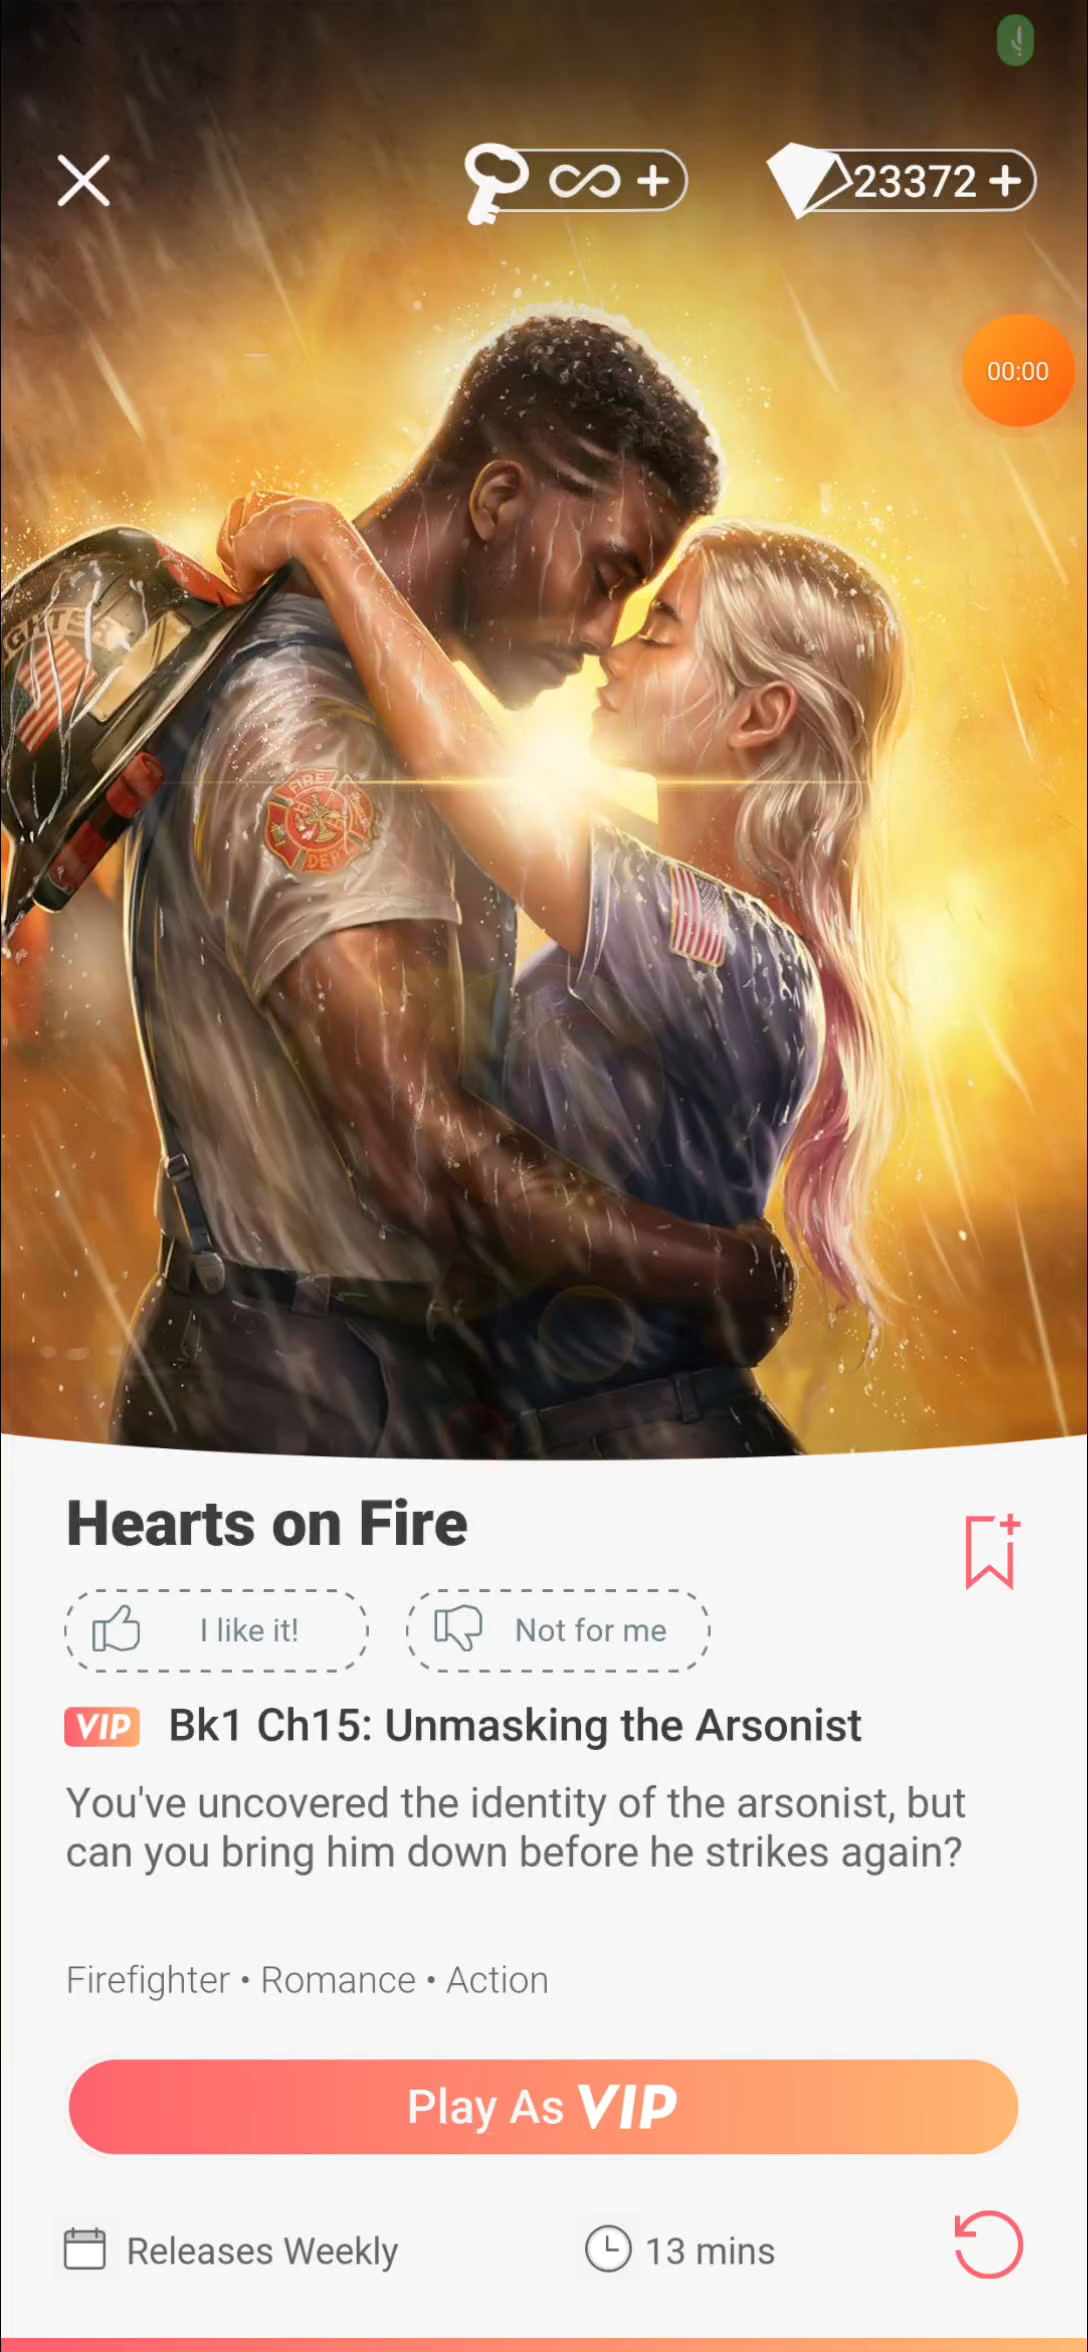 23372
00:00
FIRE
DEP
Hearts on Fire
I like it!
Not for me
VIP Bk1 Ch15: Unmasking the Arsonist
You've uncovered the identity of the arsonist, but
can you bring him down before he strikes again?
Firefighter • Romance • Action
Play As VIP
Releases Weekly
13 mins